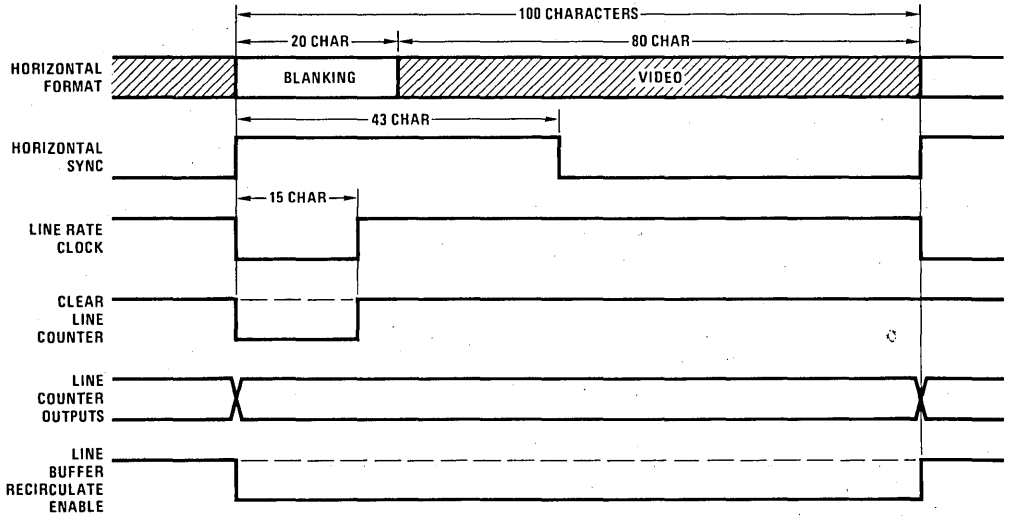 100 CHARACTERS
20 CHAR
80 CHAR
HORIZONTAL
FORMAT
BLANKING
VIDEO
43 CHAR
HORIZONTAL
SYNC
15 CHAR
LINE RATE
CLOCK
CLEAR
LINE
COUNTER
LINE
COUNTER
OUTPUTS
LINE
BUFFER
RECIRCULATE
ENABLE